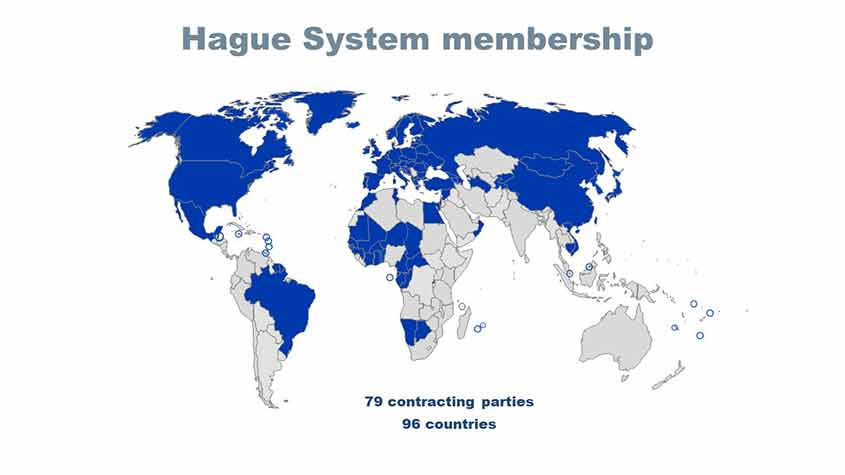 Hague System membership
79 contracting parties
96 countries